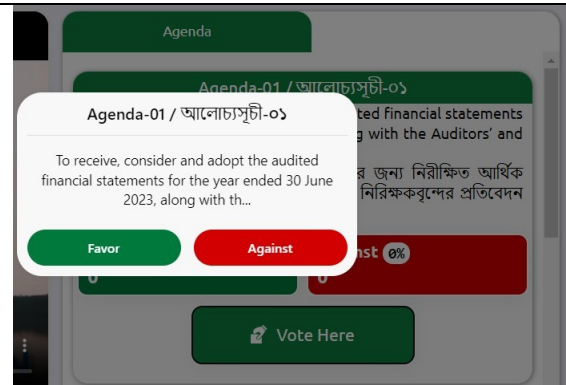 Agenda
Agenda-01 / আলোচ্যসূচী-০১
ted financial statements
g with the Auditors' and
র জন্য নিরীক্ষিত আর্থিক
নিরিক্ষকবৃন্দের প্রতিবেদন
Agenda-01 / আলোচ্যসূচী-০১
To receive, consider and adopt the audited
financial statements for the year ended 30 June
2023, along with th...
Favor
Against
nst 0%
0
0
Vote Here